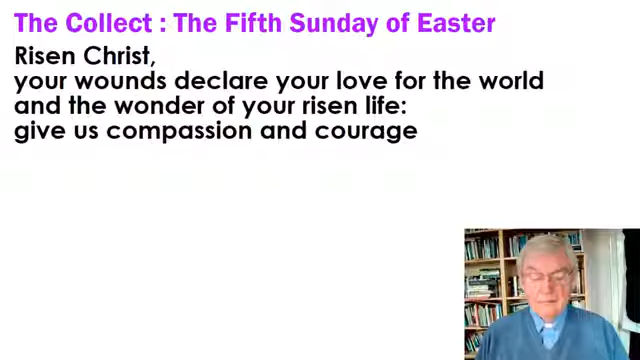 The Collect : The Fifth Sunday of Easter
Risen Christ,
your wounds declare your love for the world
and the wonder of your risen life:
give us compassion and courage